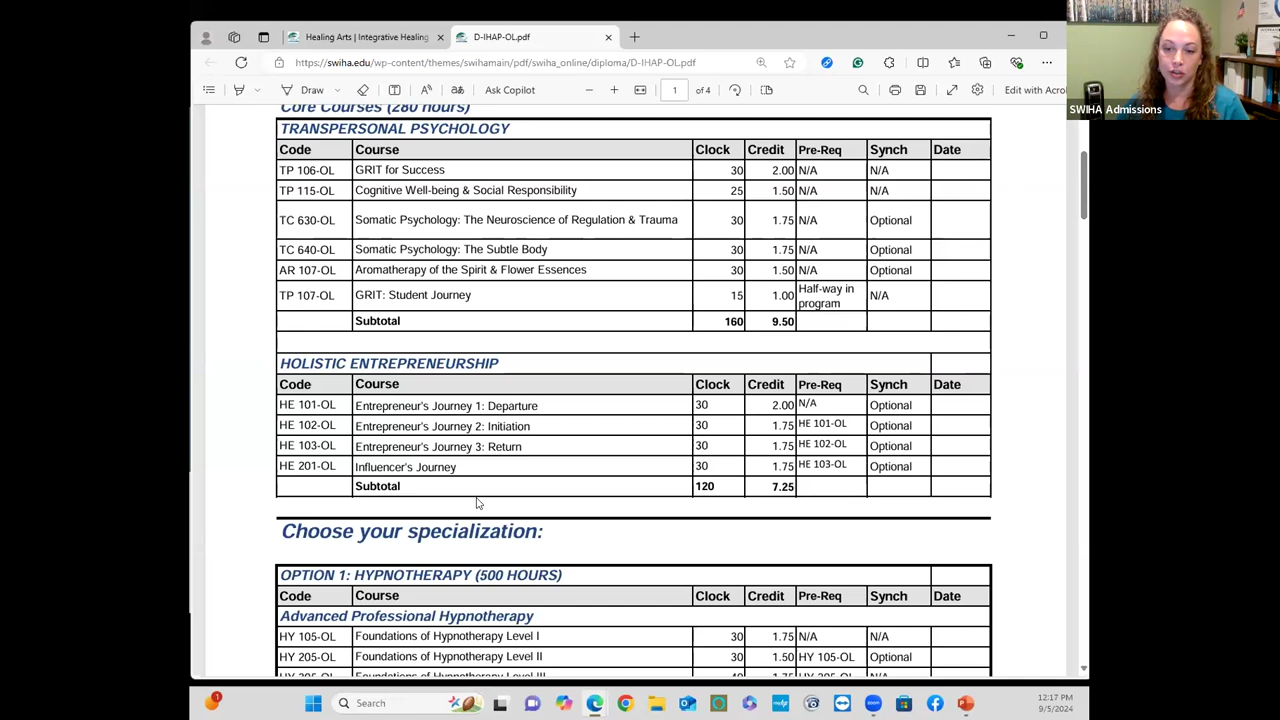 Healing Arts | Integrative Healing
D-IHAP-OL.pdf
https://swiha.edu/wp-content/themes/swihamain/pdf/swiha_online/diploma/D-IHAP-OL.pdf
Draw
Ask Copilot
1 of 4
Edit with Acrol
SWIHA Admissions
Core Courses (280 hours)
TRANSPERSONAL PSYCHOLOGY
Code Course Clock Credit Pre-Req Synch Date
TP 106-OL GRIT for Success 30 2.00 N/A N/A
TP 115-OL Cognitive Well-being & Social Responsibility 25 1.50 N/A N/A
TC 630-OL Somatic Psychology: The Neuroscience of Regulation & Trauma 30 1.75 N/A Optional
TC 640-OL Somatic Psychology: The Subtle Body 30 1.75 N/A Optional
AR 107-OL Aromatherapy of the Spirit & Flower Essences 30 1.50 N/A Optional
TP 107-OL GRIT: Student Journey 15 1.00 Half-way in program N/A
Subtotal 160 9.50
HOLISTIC ENTREPRENEURSHIP
Code Course Clock Credit Pre-Req Synch Date
HE 101-OL Entrepreneur's Journey 1: Departure 30 2.00 N/A Optional
HE 102-OL Entrepreneur's Journey 2: Initiation 30 1.75 HE 101-OL Optional
HE 103-OL Entrepreneur's Journey 3: Return 30 1.75 HE 102-OL Optional
HE 201-OL Influencer's Journey 30 1.75 HE 103-OL Optional
Subtotal 120 7.25
Choose your specialization:
OPTION 1: HYPNOTHERAPY (500 HOURS)
Code Course Clock Credit Pre-Req Synch Date
Advanced Professional Hypnotherapy
HY 105-OL Foundations of Hypnotherapy Level I 30 1.75 N/A N/A
HY 205-OL Foundations of Hypnotherapy Level II 30 1.50 HY 105-OL Optional
Search
12:17 PM
9/5/2024